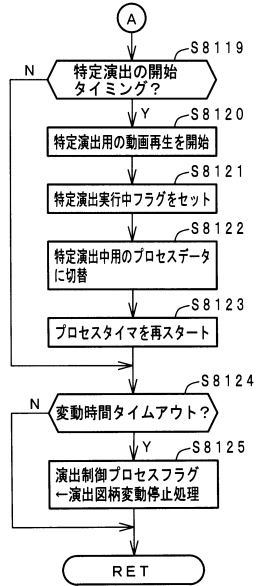 A
S8119
N
特定演出の開始
タイミング?
Y
S8120
特定演出用の動画再生を開始
S8121
特定演出実行中フラグをセット
S8122
特定演出中用のプロセスデータ
に切替
S8123
プロセスタイマを再スタート
S8124
N
変動時間タイムアウト?
Y
S8125
演出制御プロセスフラグ
←演出図柄変動停止処理
RET